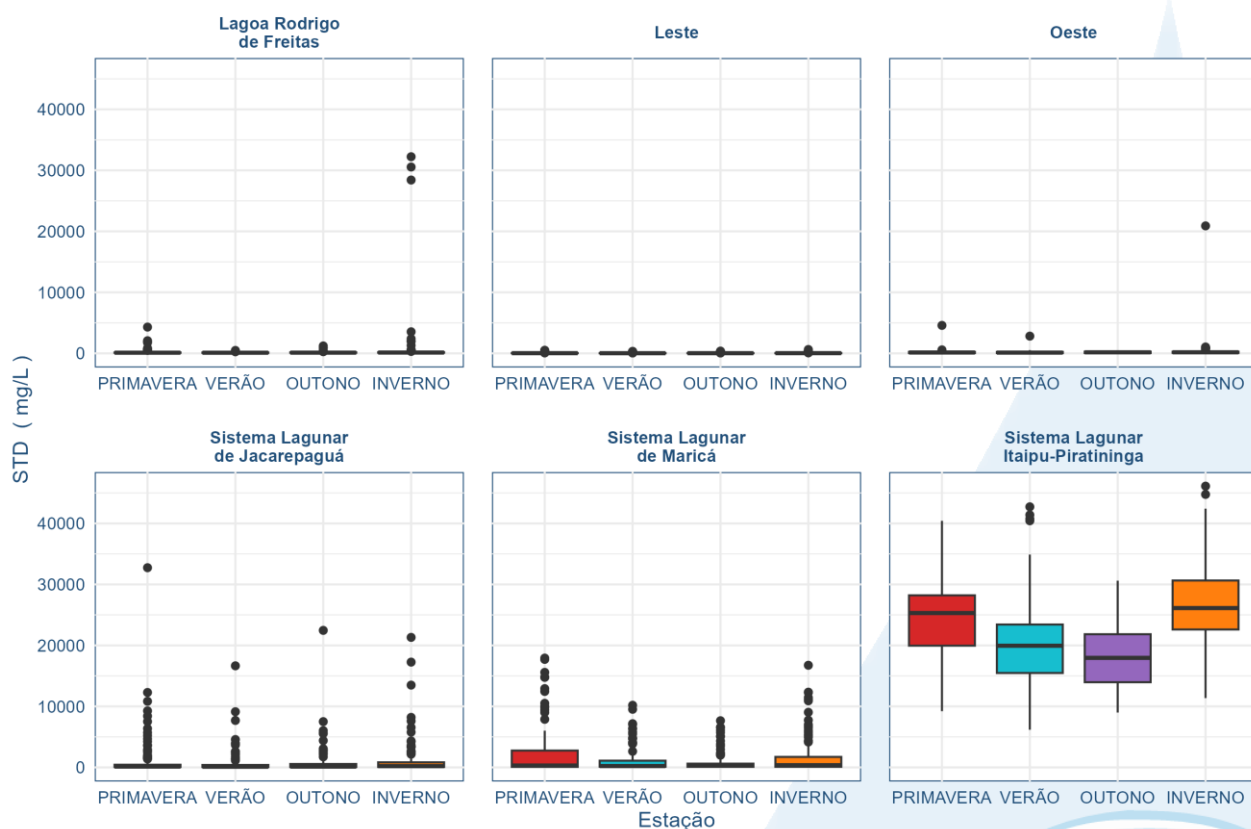 Lagoa Rodrigo
de Freitas
Leste
Oeste
40000
30000
20000
10000
0
PRIMAVERA VERÃO OUTONO INVERNO
PRIMAVERA VERÃO OUTONO INVERNO
PRIMAVERA VERÃO OUTONO INVERNO
STD ( mg/L )
Sistema Lagunar
de Jacarepaguá
Sistema Lagunar
de Maricá
Sistema Lagunar
Itaipu-Piratininga
40000
30000
20000
10000
0
PRIMAVERA VERÃO OUTONO INVERNO
PRIMAVERA VERÃO OUTONO INVERNO
PRIMAVERA VERÃO OUTONO INVERNO
Estação